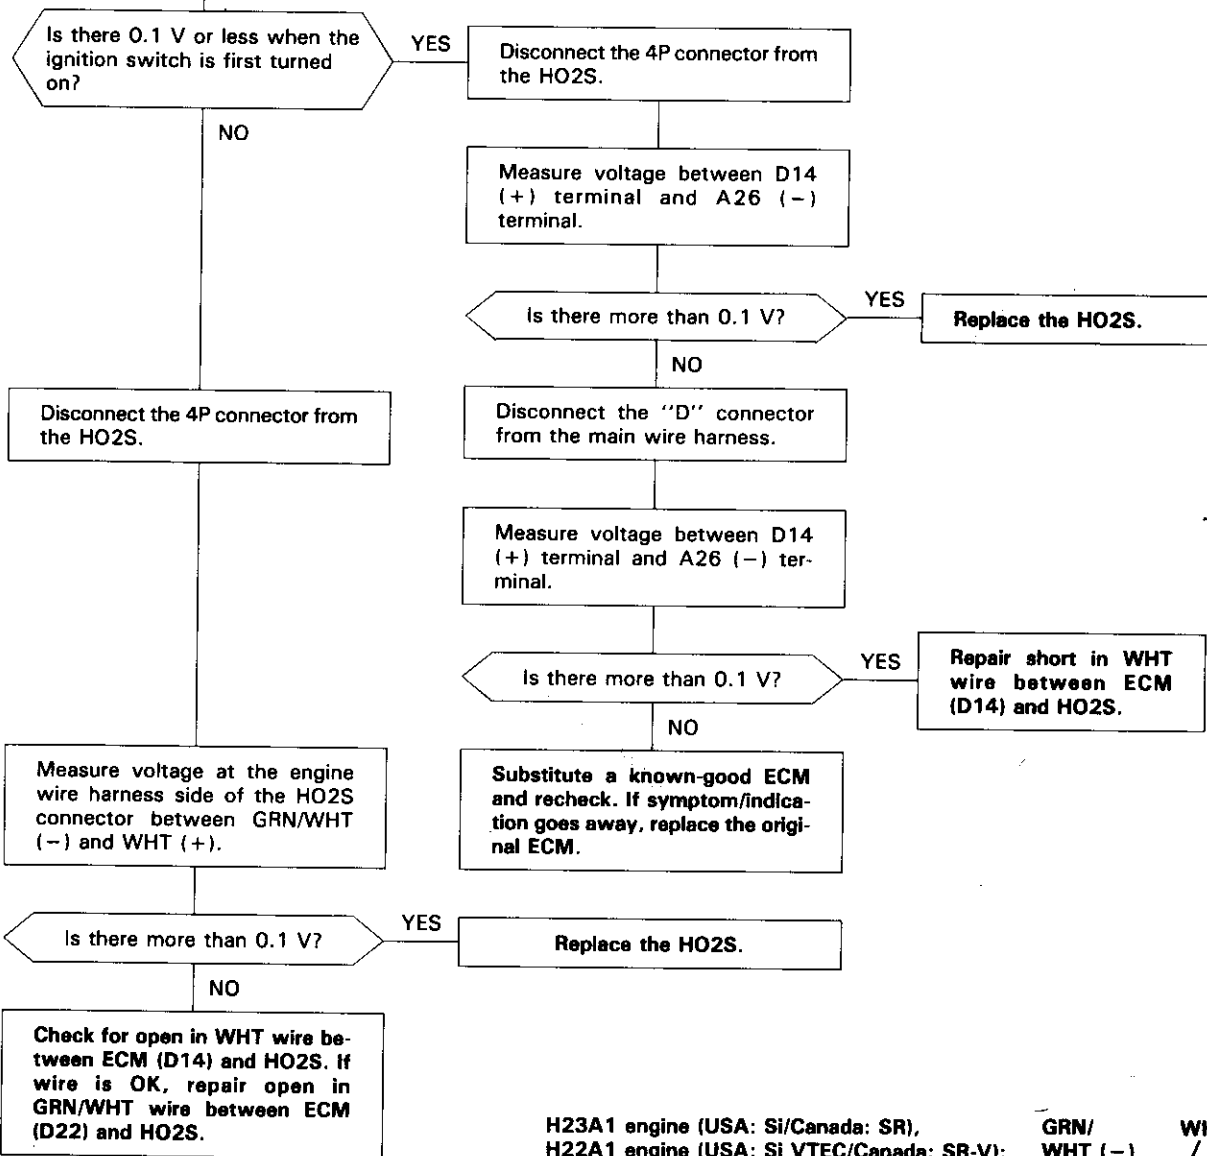 Is there 0.1 V or less when the
ignition switch is first turned
on?
YES
Disconnect the 4P connector from
the HO2S.
NO
Measure voltage between D14
(+) terminal and A26 (−)
terminal.
Is there more than 0.1 V?
YES
Replace the HO2S.
NO
Disconnect the 4P connector from
the HO2S.
Disconnect the "D" connector
from the main wire harness.
Measure voltage between D14
(+) terminal and A26 (−) ter-
minal.
Is there more than 0.1 V?
YES
Repair short in WHT
wire between ECM
(D14) and HO2S.
NO
Measure voltage at the engine
wire harness side of the HO2S
connector between GRN/WHT
(−) and WHT (+).
Substitute a known-good ECM
and recheck. If symptom/indica-
tion goes away, replace the origi-
nal ECM.
Is there more than 0.1 V?
YES
Replace the HO2S.
NO
Check for open in WHT wire be-
tween ECM (D14) and HO2S. If
wire is OK, repair open in
GRN/WHT wire between ECM
(D22) and HO2S.
H23A1 engine (USA: Si/Canada: SR),
H22A1 engine (USA: Si VTEC/Canada: SR-V):
GRN/
WHT (−)